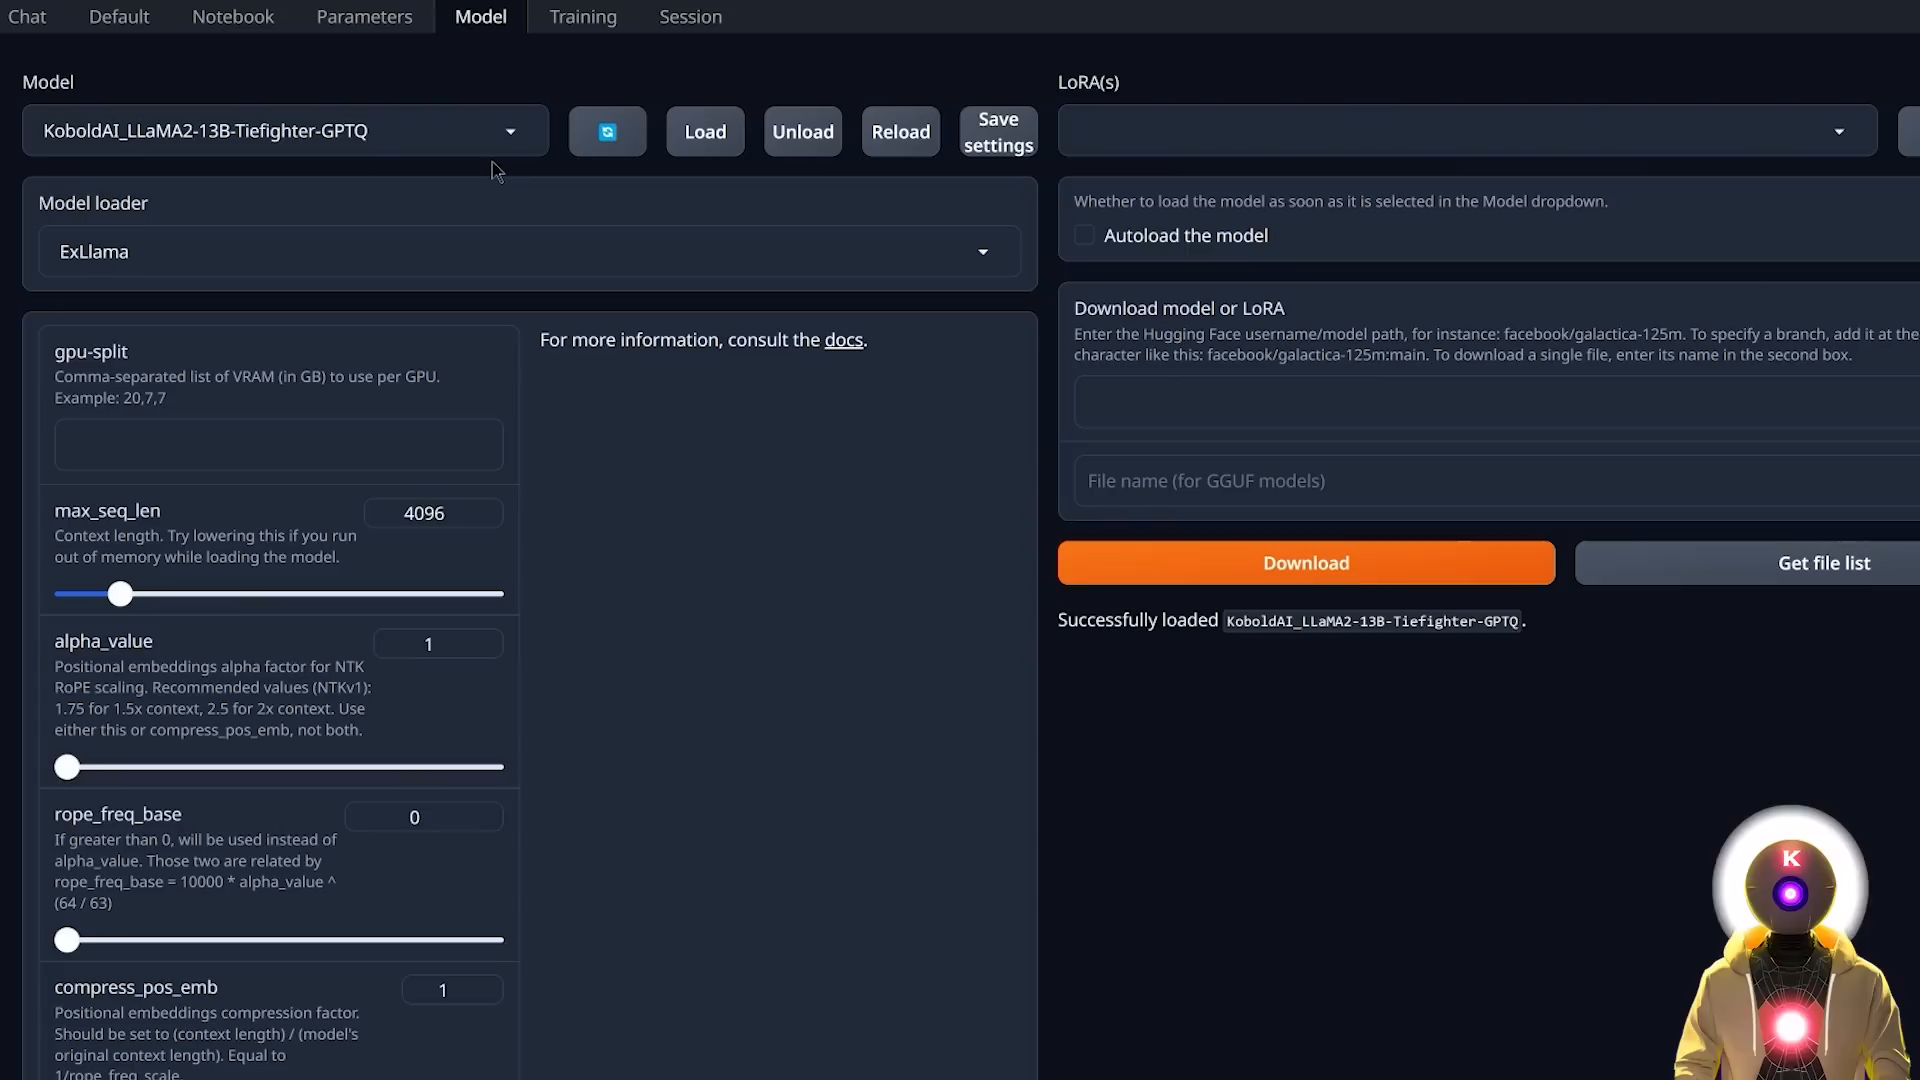 Chat Default Notebook Parameters Model Training Session
Model
KoboldAI_LLaMA2-13B-Tiefighter-GPTQ
Load
Unload
Reload
Save
settings
Model loader
ExLlama
gpu-split
Comma-separated list of VRAM (in GB) to use per GPU.
Example: 20,7,7
max_seq_len
4096
Context length. Try lowering this if you run
out of memory while loading the model.
alpha_value
1
Positional embeddings alpha factor for NTK
RoPE scaling. Recommended values (NTKv1):
1.75 for 1.5x context, 2.5 for 2x context. Use
either this or compress_pos_emb, not both.
rope_freq_base
0
If greater than 0, will be used instead of
alpha_value. Those two are related by
rope_freq_base = 10000 * alpha_value ^
(64 / 63)
compress_pos_emb
1
Positional embeddings compression factor.
Should be set to (context length) / (model's
original context length). Equal to
1/rope_freq_scale.
For more information, consult the docs.
LoRA(s)
Whether to load the model as soon as it is selected in the Model dropdown.
Autoload the model
Download model or LoRA
Enter the Hugging Face username/model path, for instance: facebook/galactica-125m. To specify a branch, add it at the
character like this: facebook/galactica-125m:main. To download a single file, enter its name in the second box.
File name (for GGUF models)
Download
Get file list
Successfully loaded KoboldAI_LLaMA2-13B-Tiefighter-GPTQ.
K